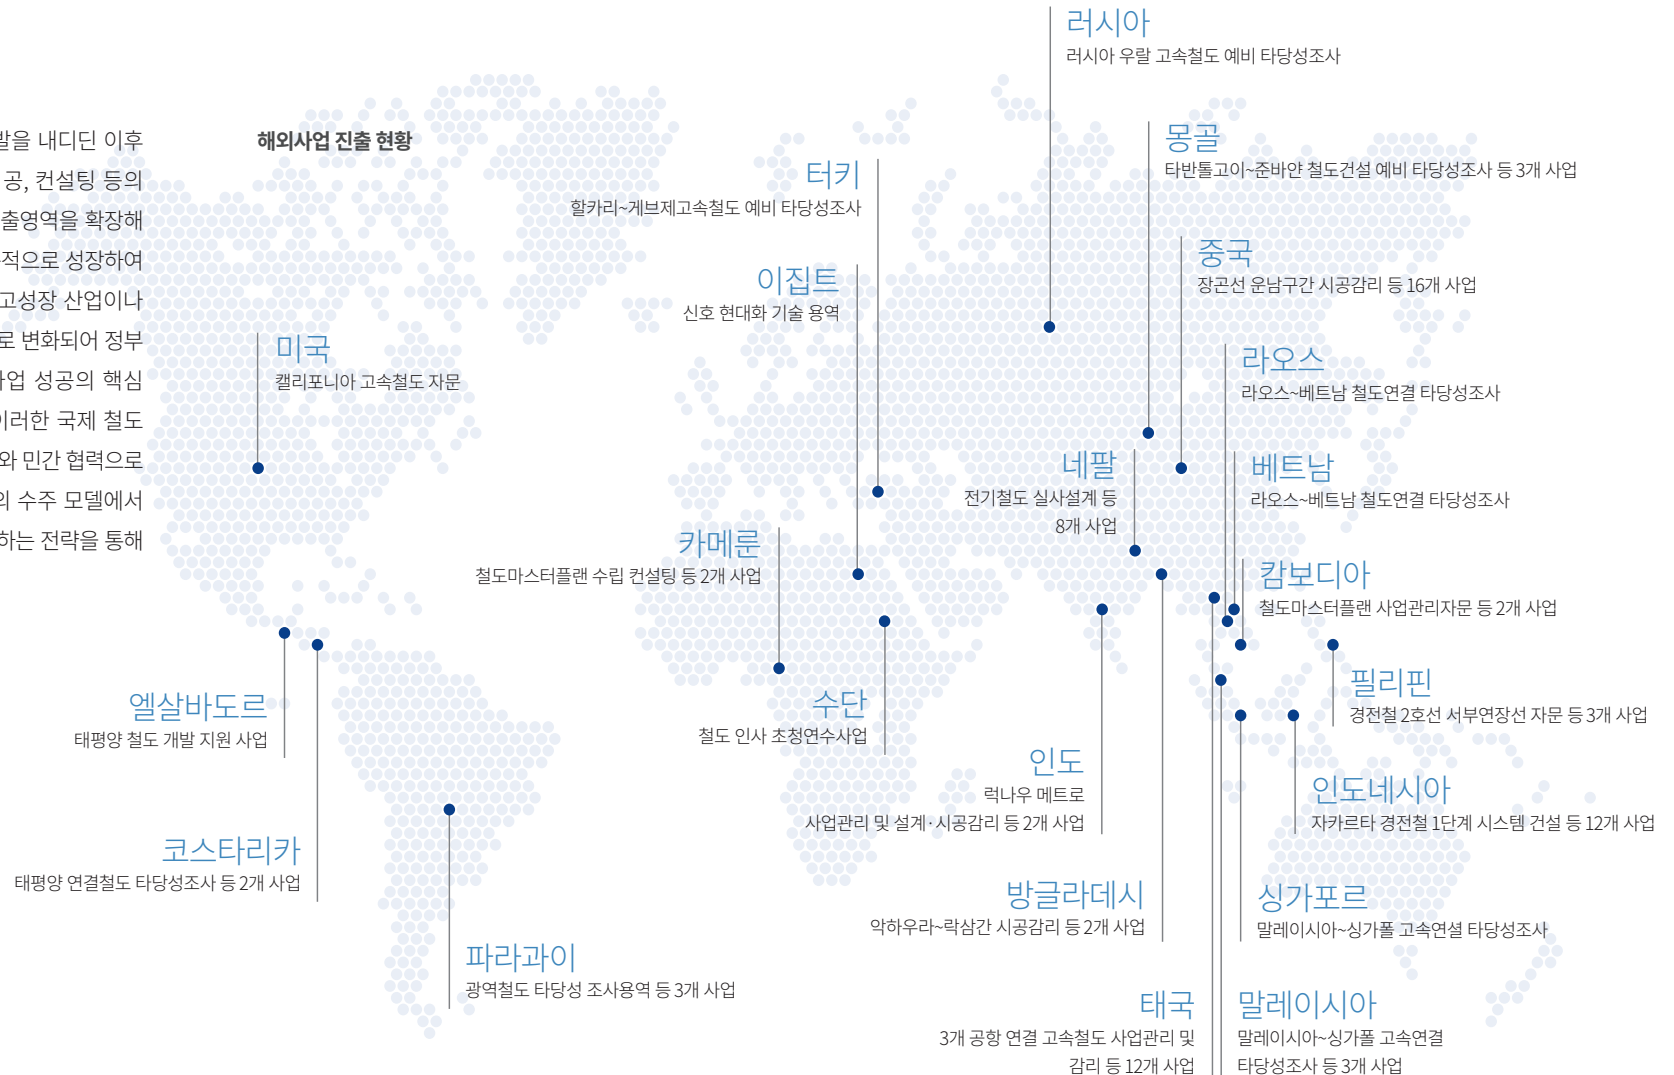 발을 내디딘 이후
공, 컨설팅 등의
출영역을 확장해
적으로 성장하여
고성장 산업이나
로 변화되어 정부
사업 성공의 핵심
이러한 국제 철도
와 민간 협력으로
의 수주 모델에서
하는 전략을 통해
해외사업 진출 현황
러시아
러시아 우랄 고속철도 예비 타당성조사
몽골
타반톨고이~준바얀 철도건설 예비 타당성조사 등 3개 사업
터키
할카리~게브제고속철도 예비 타당성조사
중국
장곤선 운남구간 시공감리 등 16개 사업
이집트
신호 현대화 기술 용역
미국
캘리포니아 고속철도 자문
라오스
라오스~베트남 철도연결 타당성조사
네팔
전기철도 실사설계 등
8개 사업
베트남
라오스~베트남 철도연결 타당성조사
카메룬
철도마스터플랜 수립 컨설팅 등 2개 사업
캄보디아
철도마스터플랜 사업관리자문 등 2개 사업
엘살바도르
태평양 철도 개발 지원 사업
수단
철도 인사 초청연수사업
필리핀
경전철 2호선 서부연장선 자문 등 3개 사업
인도
럭나우 메트로
사업관리 및 설계·시공감리 등 2개 사업
인도네시아
자카르타 경전철 1단계 시스템 건설 등 12개 사업
코스타리카
태평양 연결철도 타당성조사 등 2개 사업
방글라데시
악하우라~락삼간 시공감리 등 2개 사업
싱가포르
말레이시아~싱가폴 고속연셜 타당성조사
파라과이
광역철도 타당성 조사용역 등 3개 사업
태국
3개 공항 연결 고속철도 사업관리 및
감리 등 12개 사업
말레이시아
말레이시아~싱가폴 고속연결
타당성조사 등 3개 사업